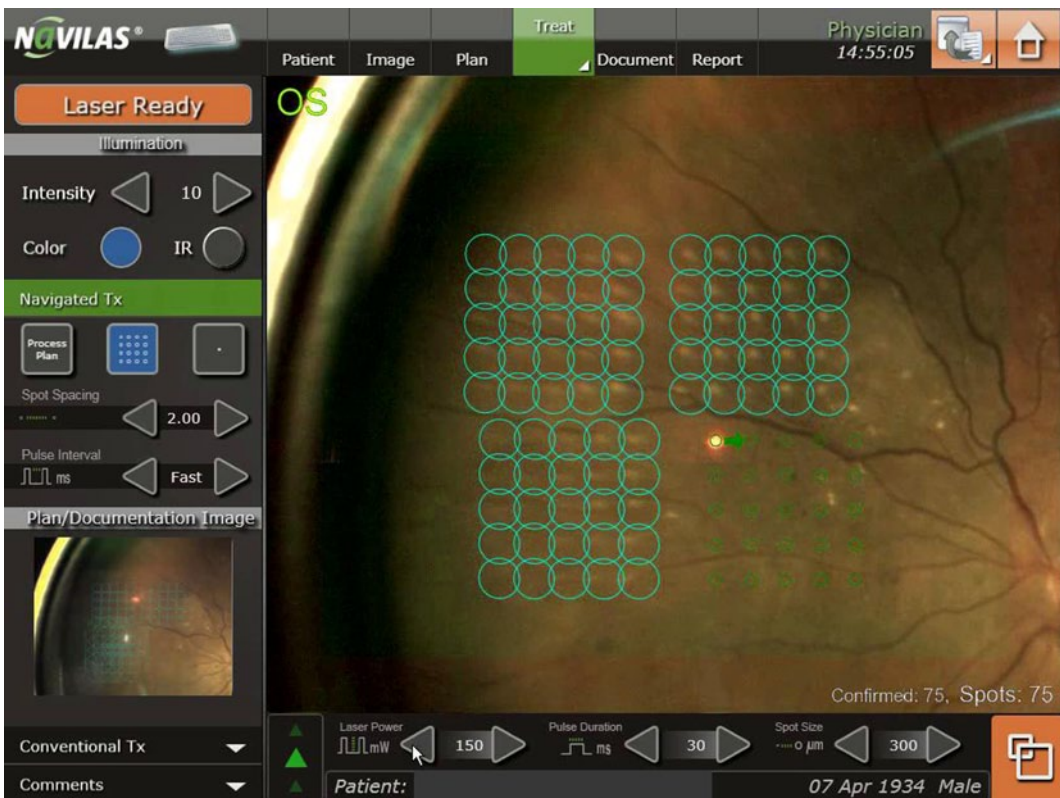 NAVILAS®
Treat
Physician
14:55:05
Patient
Image
Plan
Document
Report
Laser Ready
OS
Illumination
Intensity
10
Color
IR
Navigated Tx
Process
Plan
Spot Spacing
2.00
Pulse Interval
ms
Fast
Plan/Documentation Image
Confirmed: 75, Spots: 75
Laser Power
mW
150
Pulse Duration
ms
30
Spot Size
µm
300
Conventional Tx
Comments
Patient:
07 Apr 1934 Male